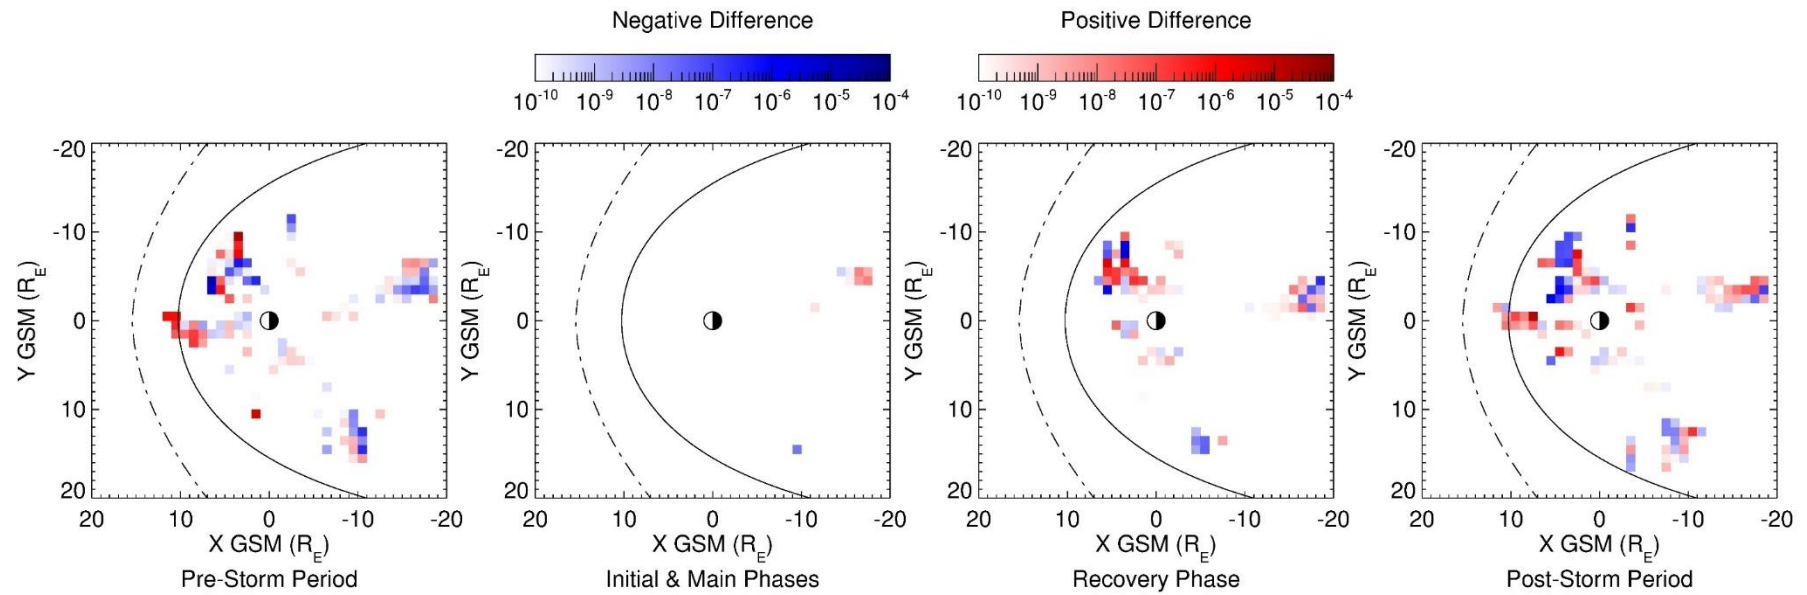 Negative Difference Positive Difference
10^-10 10^-9 10^-8 10^-7 10^-6 10^-5 10^-4 10^-10 10^-9 10^-8 10^-7 10^-6 10^-5 10^-4
-20 -20 -20 -20
-10 -10 -10 -10
0 0 0 0
10 10 10 10
20 20 20 20
Y GSM (R_E) Y GSM (R_E) Y GSM (R_E) Y GSM (R_E)
20 10 0 -10 -20 20 10 0 -10 -20 20 10 0 -10 -20 20 10 0 -10 -20
X GSM (R_E) X GSM (R_E) X GSM (R_E) X GSM (R_E)
Pre-Storm Period Initial & Main Phases Recovery Phase Post-Storm Period